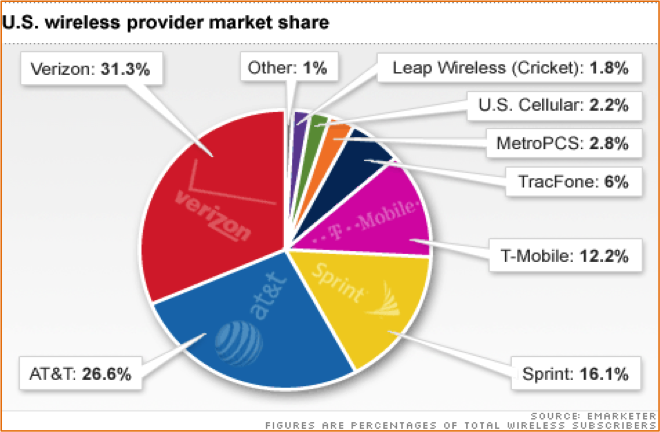 U.S. wireless provider market share
Verizon: 31.3%
Other: 1%
Leap Wireless (Cricket): 1.8%
U.S. Cellular: 2.2%
MetroPCS: 2.8%
TracFone: 6%
verizon
T··Mobile·
T-Mobile: 12.2%
Sprint
at&t
AT&T: 26.6%
Sprint: 16.1%
SOURCE: EMARKETER
FIGURES ARE PERCENTAGES OF TOTAL WIRELESS SUBSCRIBERS